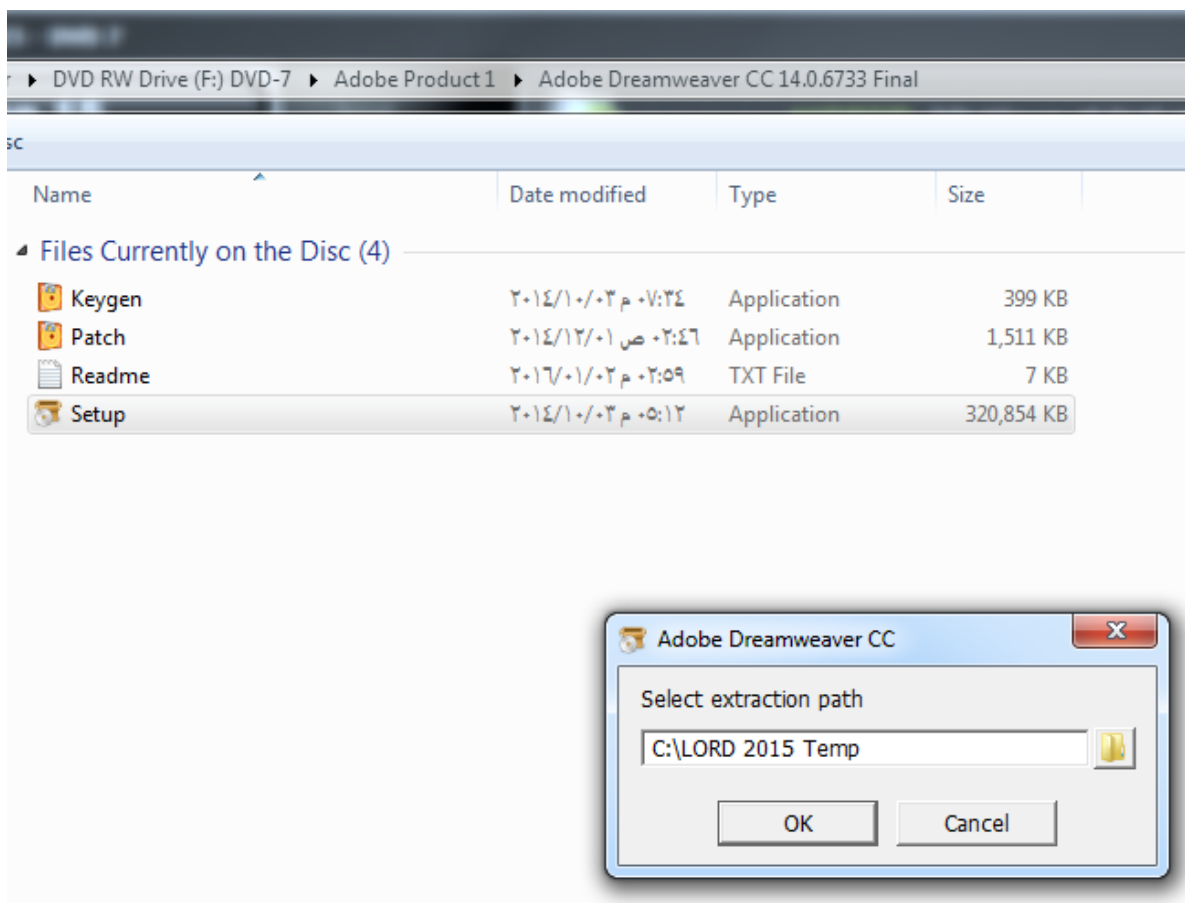 DVD RW Drive (F:) DVD-7 Adobe Product 1 Adobe Dreamweaver CC 14.0.6733 Final
sc
Name Date modified Type Size
Files Currently on the Disc (4)
Keygen ٢٠١٤/١٠/٠٣ م ٠٧:٣٤ Application 399 KB
Patch ٢٠١٤/١٢/٠١ ص ٠٢:٤٦ Application 1,511 KB
Readme ٢٠١٦/٠١/٠٢ م ٠٢:٥٩ TXT File 7 KB
Setup ٢٠١٤/١٠/٠٣ م ٠٥:١٢ Application 320,854 KB
Adobe Dreamweaver CC
Select extraction path
C:\LORD 2015 Temp
OK Cancel